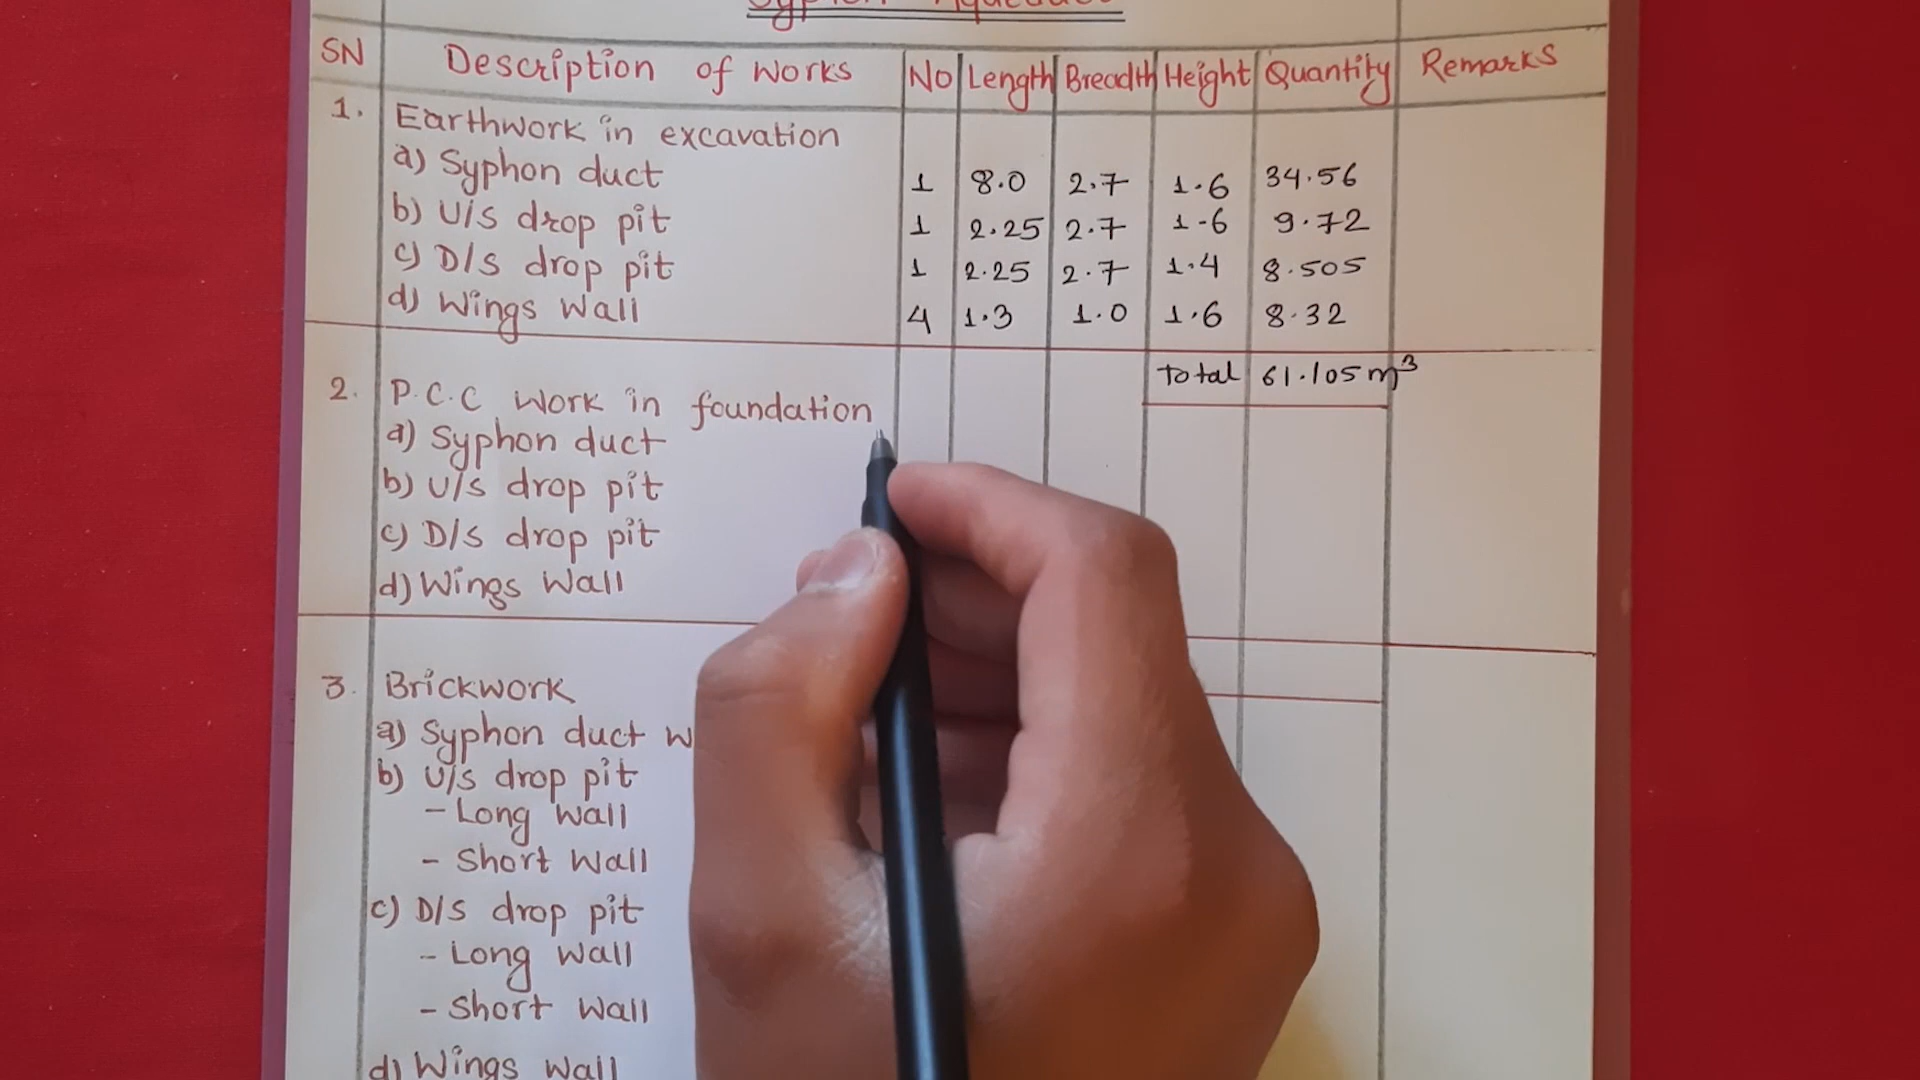 SN Description of Works No Length Breadth Height Quantity Remarks
1. Earthwork in excavation
a) Syphon duct 1 8.0 2.7 1.6 34.56
b) U/s drop pit 1 2.25 2.7 1.6 9.72
c) D/s drop pit 1 2.25 2.7 1.4 8.505
d) Wings Wall 4 1.3 1.0 1.6 8.32
Total 61.105 m³
2. P.C.C Work in foundation
a) Syphon duct
b) U/s drop pit
c) D/s drop pit
d) Wings Wall
3. Brickwork
a) Syphon duct
b) U/s drop pit
- Long Wall
- Short Wall
c) D/s drop pit
- Long Wall
- Short Wall
d) Wings Wall